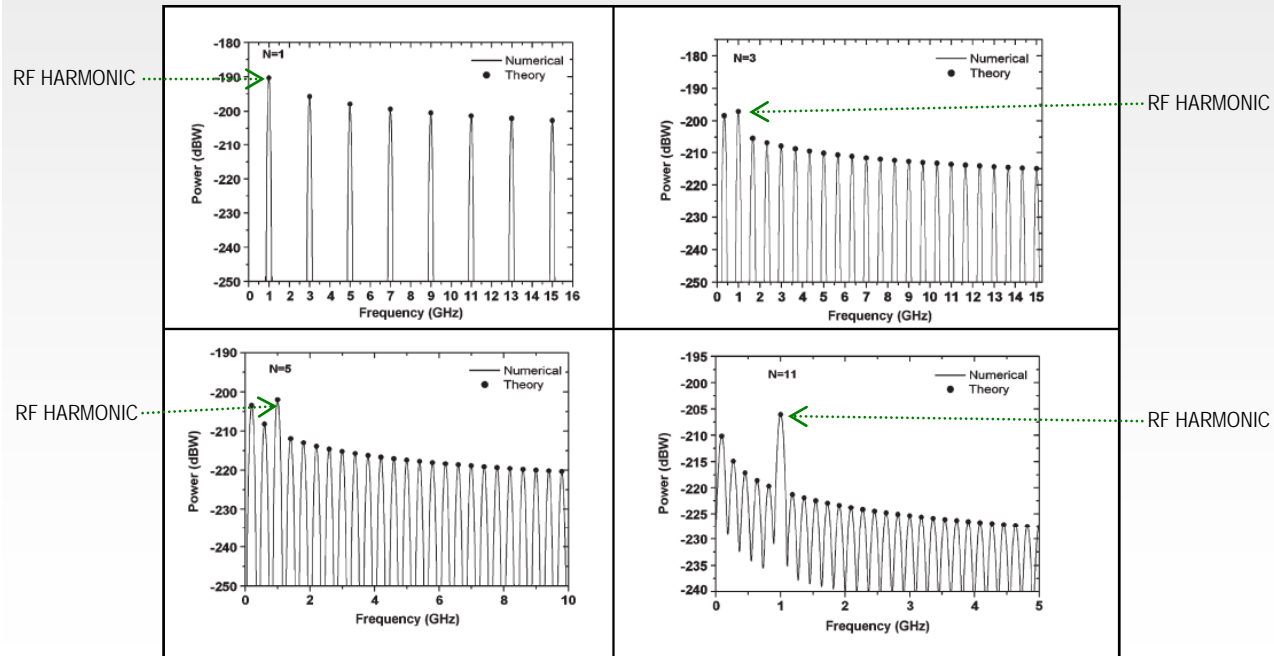 RF HARMONIC
N=1
Numerical
Theory
Power (dBW)
-180
-190
-200
-210
-220
-230
-240
-250
0 1 2 3 4 5 6 7 8 9 10 11 12 13 14 15 16
Frequency (GHz)
N=3
Numerical
Theory
RF HARMONIC
Power (dBW)
-180
-190
-200
-210
-220
-230
-240
-250
0 1 2 3 4 5 6 7 8 9 10 11 12 13 14 15
Frequency (GHz)
RF HARMONIC
N=5
Numerical
Theory
Power (dBW)
-190
-200
-210
-220
-230
-240
-250
0 2 4 6 8 10
Frequency (GHz)
N=11
Numerical
Theory
RF HARMONIC
Power (dBW)
-195
-200
-205
-210
-215
-220
-225
-230
-235
-240
0 1 2 3 4 5
Frequency (GHz)